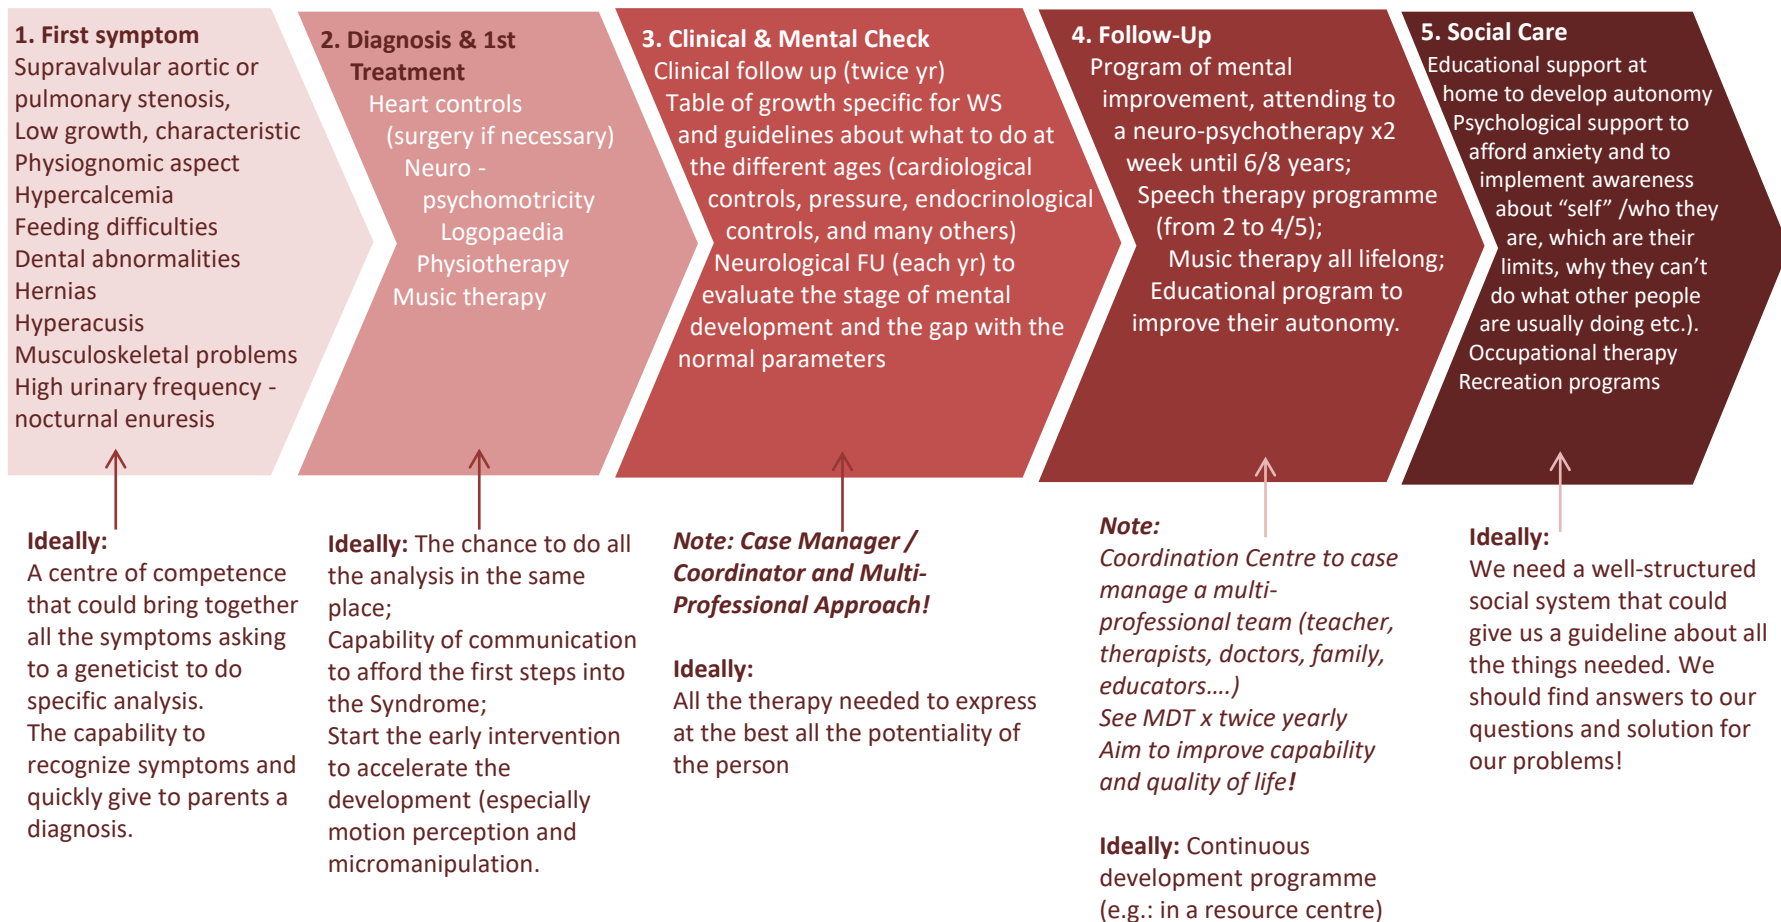 1. First symptom
Supravalvular aortic or
pulmonary stenosis,
Low growth, characteristic
Physiognomic aspect
Hypercalcemia
Feeding difficulties
Dental abnormalities
Hernias
Hyperacusis
Musculoskeletal problems
High urinary frequency -
nocturnal enuresis
2. Diagnosis & 1st
Treatment
Heart controls
(surgery if necessary)
Neuro -
psychomotricity
Logopaedia
Physiotherapy
Music therapy
3. Clinical & Mental Check
Clinical follow up (twice yr)
Table of growth specific for WS
and guidelines about what to do at
the different ages (cardiological
controls, pressure, endocrinological
controls, and many others)
Neurological FU (each yr) to
evaluate the stage of mental
development and the gap with the
normal parameters
4. Follow-Up
Program of mental
improvement, attending to
a neuro-psychotherapy x2
week until 6/8 years;
Speech therapy programme
(from 2 to 4/5);
Music therapy all lifelong;
Educational program to
improve their autonomy.
5. Social Care
Educational support at
home to develop autonomy
Psychological support to
afford anxiety and to
implement awareness
about “self” /who they
are, which are their
limits, why they can’t
do what other people
are usually doing etc.).
Occupational therapy
Recreation programs
Ideally:
A centre of competence
that could bring together
all the symptoms asking
to a geneticist to do
specific analysis.
The capability to
recognize symptoms and
quickly give to parents a
diagnosis.
Ideally: The chance to do all
the analysis in the same
place;
Capability of communication
to afford the first steps into
the Syndrome;
Start the early intervention
to accelerate the
development (especially
motion perception and
micromanipulation.
Note: Case Manager /
Coordinator and Multi-
Professional Approach!
Ideally:
All the therapy needed to express
at the best all the potentiality of
the person
Note:
Coordination Centre to case
manage a multi-
professional team (teacher,
therapists, doctors, family,
educators….)
See MDT x twice yearly
Aim to improve capability
and quality of life!
Ideally: Continuous
development programme
(e.g.: in a resource centre)
Ideally:
We need a well-structured
social system that could
give us a guideline about all
the things needed. We
should find answers to our
questions and solution for
our problems!